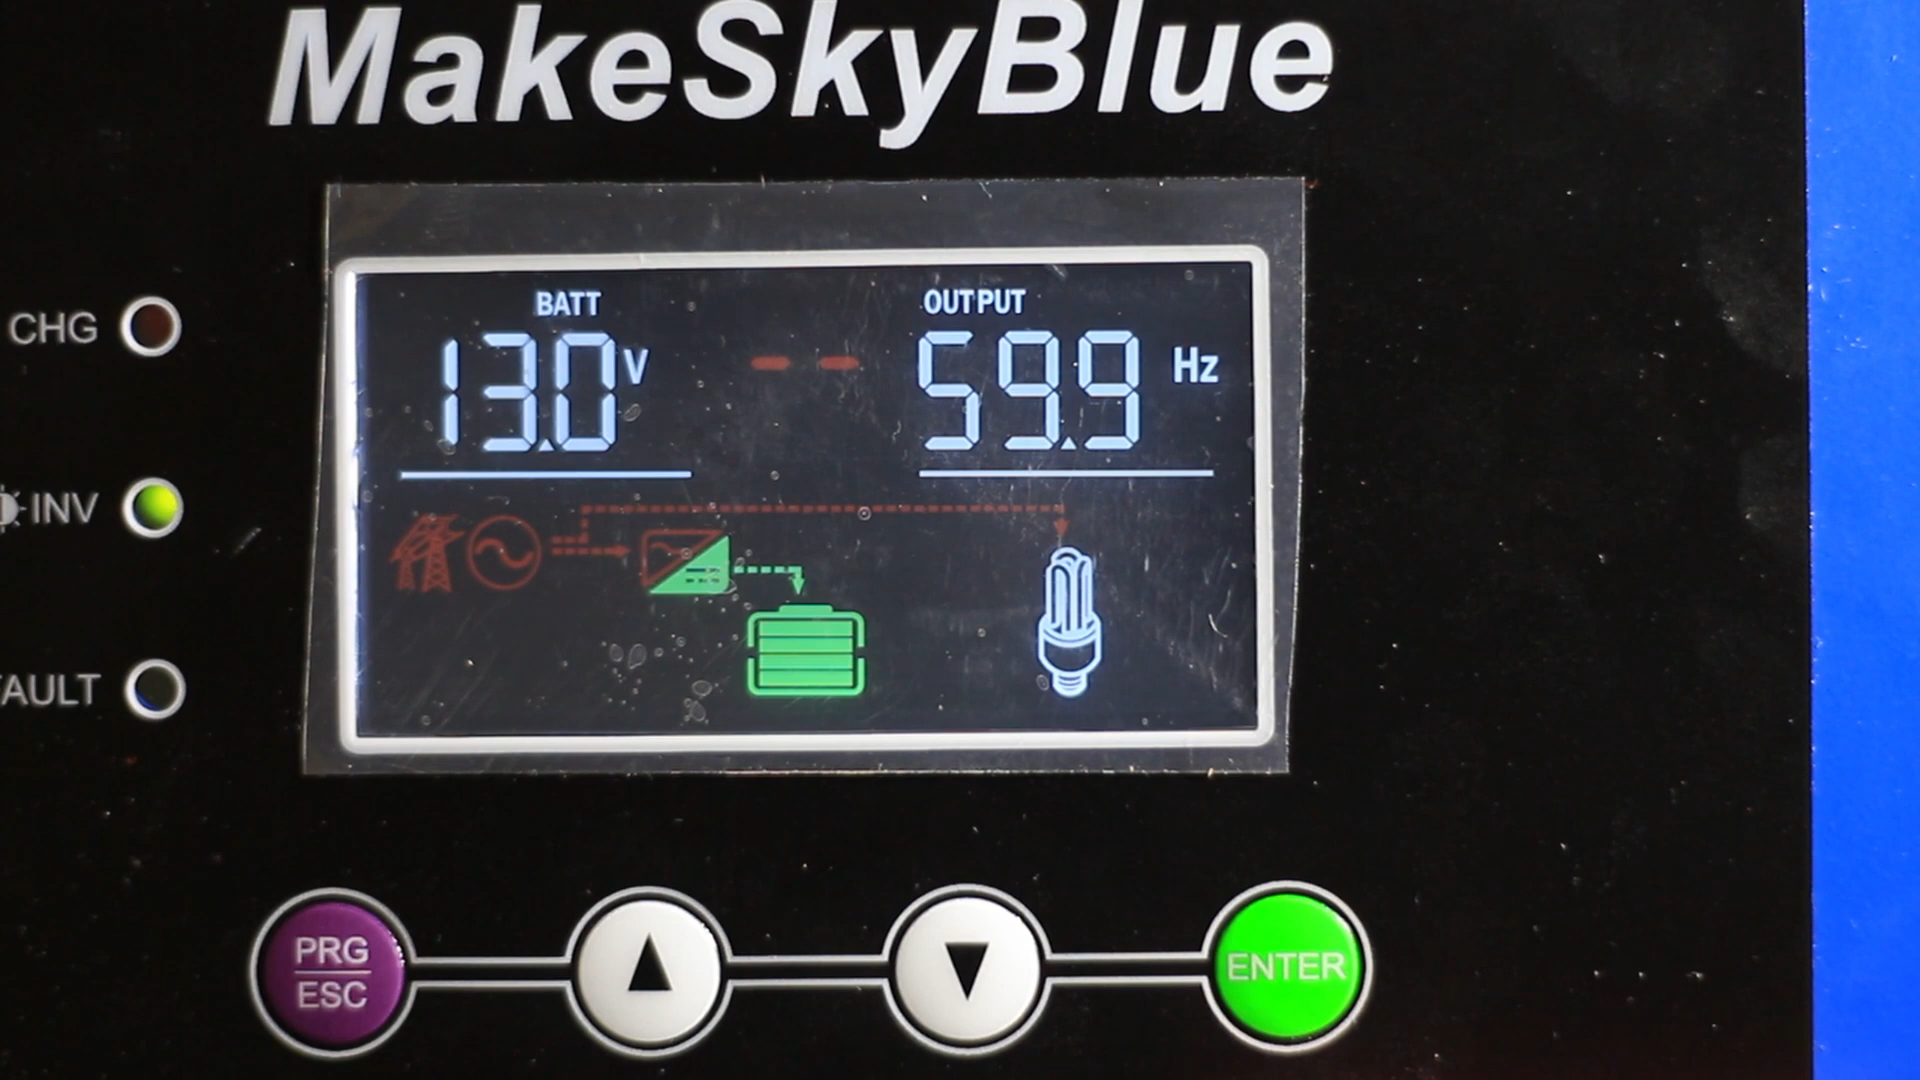 MakeSkyBlue
BATT
OUTPUT
13.0 V
-- 
59.9 Hz
CHG
INV
FAULT
PRG
ESC
▲
▼
ENTER